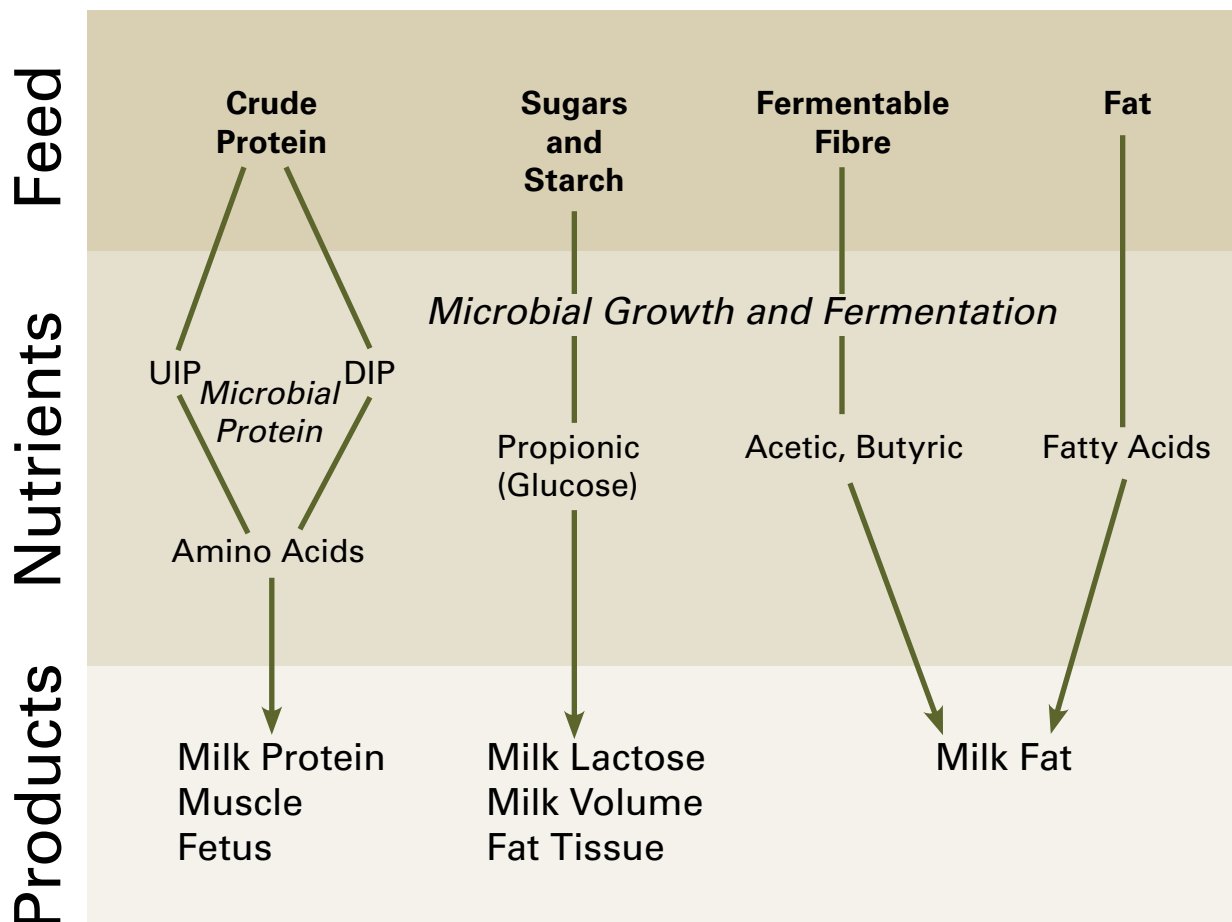 Feed
Crude
Protein
Sugars
and
Starch
Fermentable
Fibre
Fat
Nutrients
Microbial Growth and Fermentation
UIP
DIP
Microbial
Protein
Propionic
(Glucose)
Acetic, Butyric
Fatty Acids
Amino Acids
Products
Milk Protein
Muscle
Fetus
Milk Lactose
Milk Volume
Fat Tissue
Milk Fat